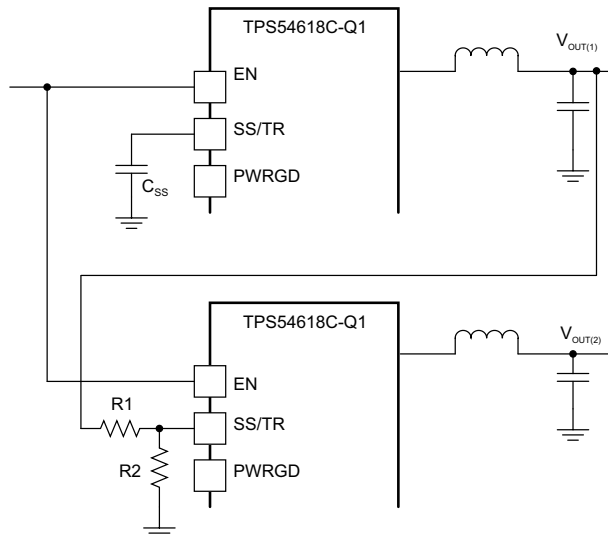 TPS54618C-Q1
EN
SS/TR
PWRGD
C_SS
V_OUT(1)
TPS54618C-Q1
EN
SS/TR
PWRGD
R1
R2
V_OUT(2)